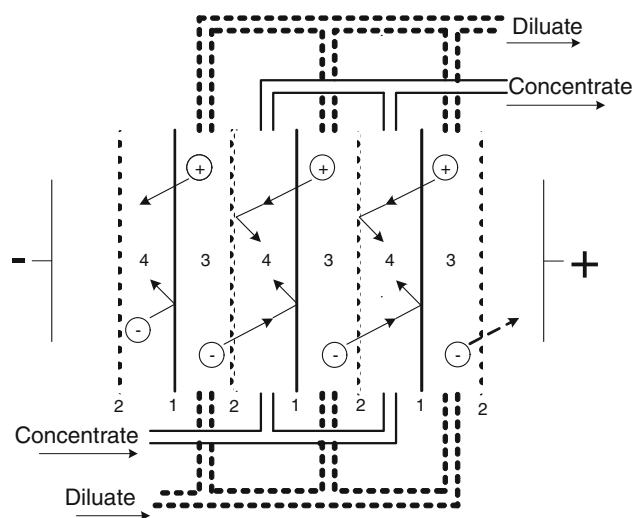 Diluate
Concentrate
+ + +
- 4 3 4 3 4 3 +
- - - -
2 1 2 1 2 1 2
Concentrate
Diluate